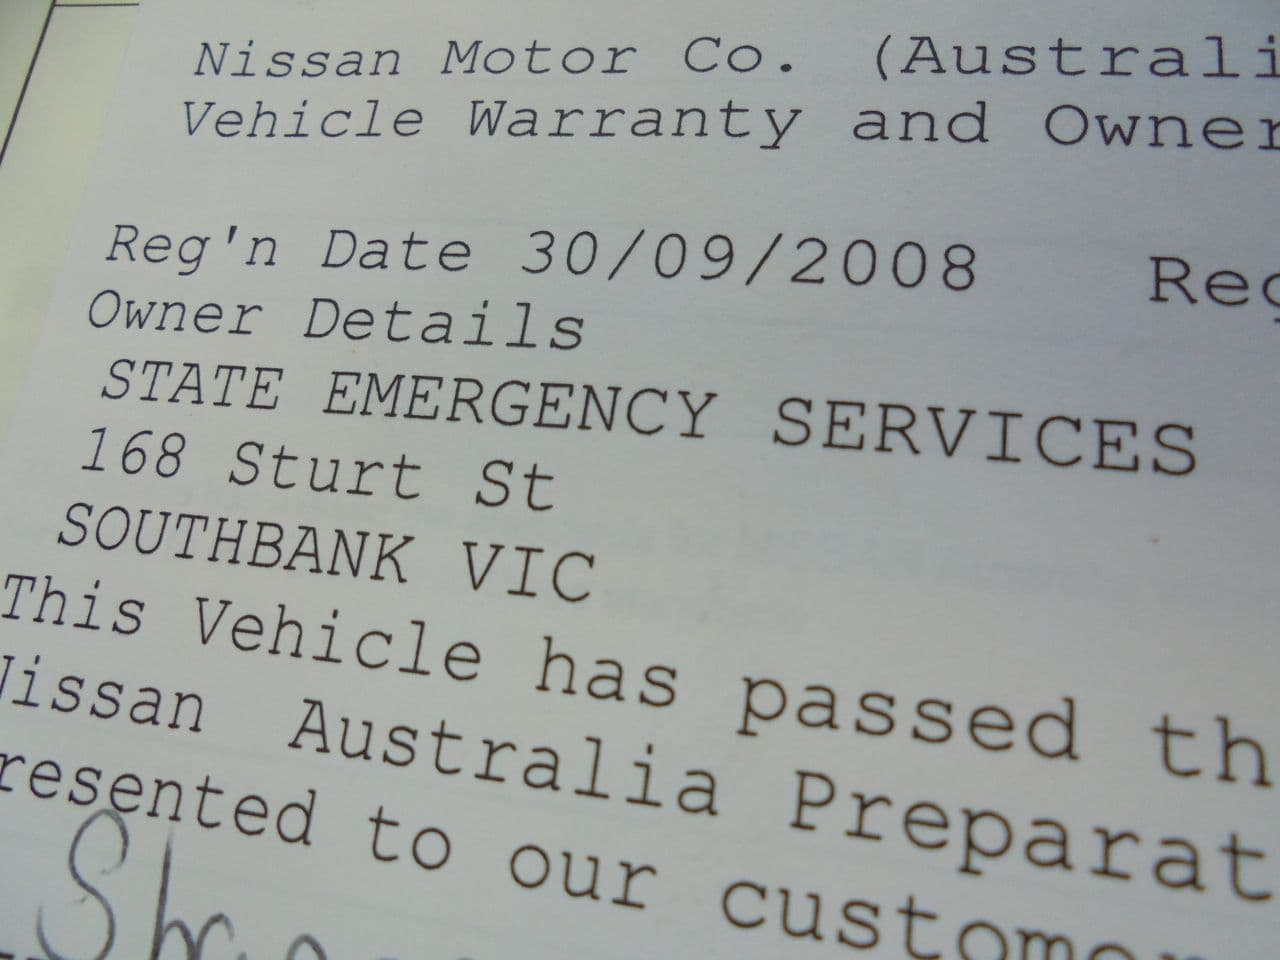 Nissan Motor Co. (Australi
Vehicle Warranty and Owner
Reg'n Date 30/09/2008 Reg
Owner Details
STATE EMERGENCY SERVICES
168 Sturt St
SOUTHBANK VIC
This Vehicle has passed th
Nissan Australia Preparat
resented to our custome